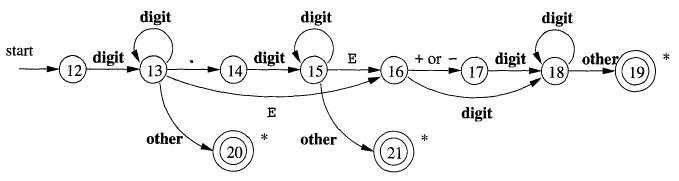 digit digit digit
start digit . digit E + or − digit other *
12 13 14 15 16 17 18 19
E digit
other * other *
20 21